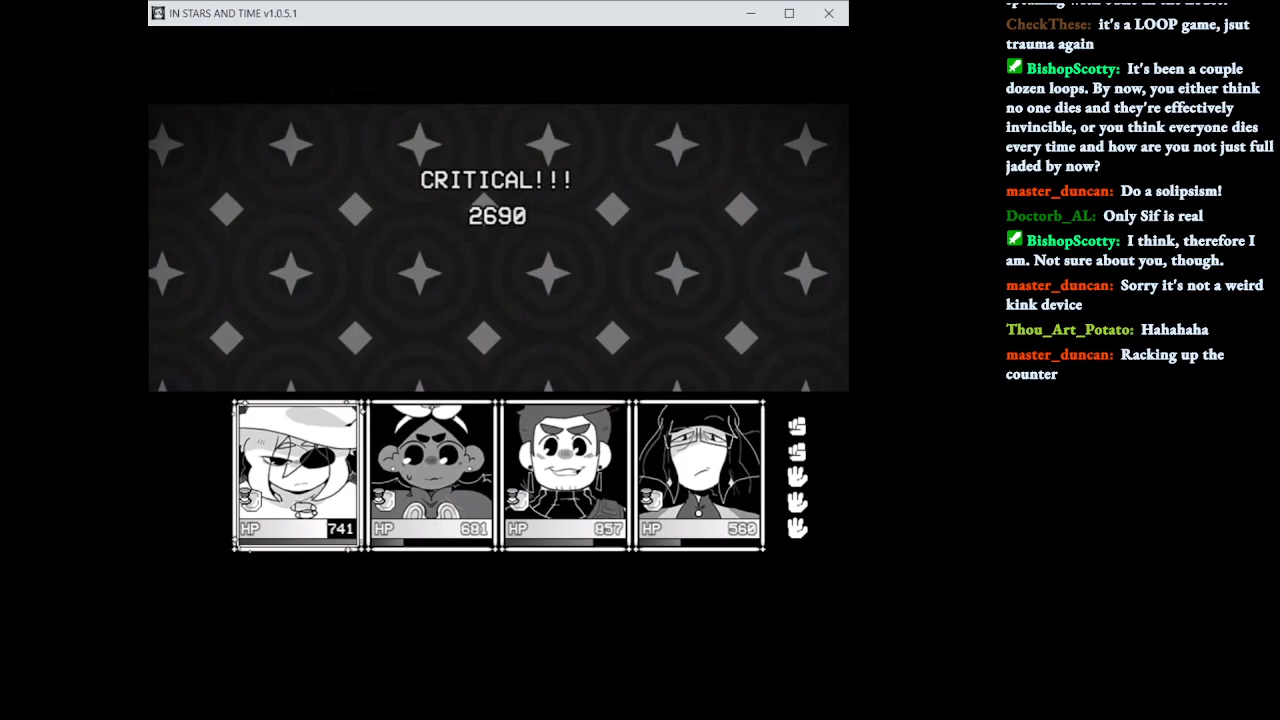 IN STARS AND TIME v1.0.5.1
CRITICAL!!!
2690
HP 741
HP 681
HP 857
HP 560
CheckThese: it's a LOOP game, jsut
trauma again
BishopScotty: It's been a couple
dozen loops. By now, you either think
no one dies and they're effectively
invincible, or you think everyone dies
every time and how are you not just full
jaded by now?
master_duncan: Do a solipsism!
Doctorb_AL: Only Sif is real
BishopScotty: I think, therefore I
am. Not sure about you, though.
master_duncan: Sorry it's not a weird
kink device
Thou_Art_Potato: Hahahaha
master_duncan: Racking up the
counter